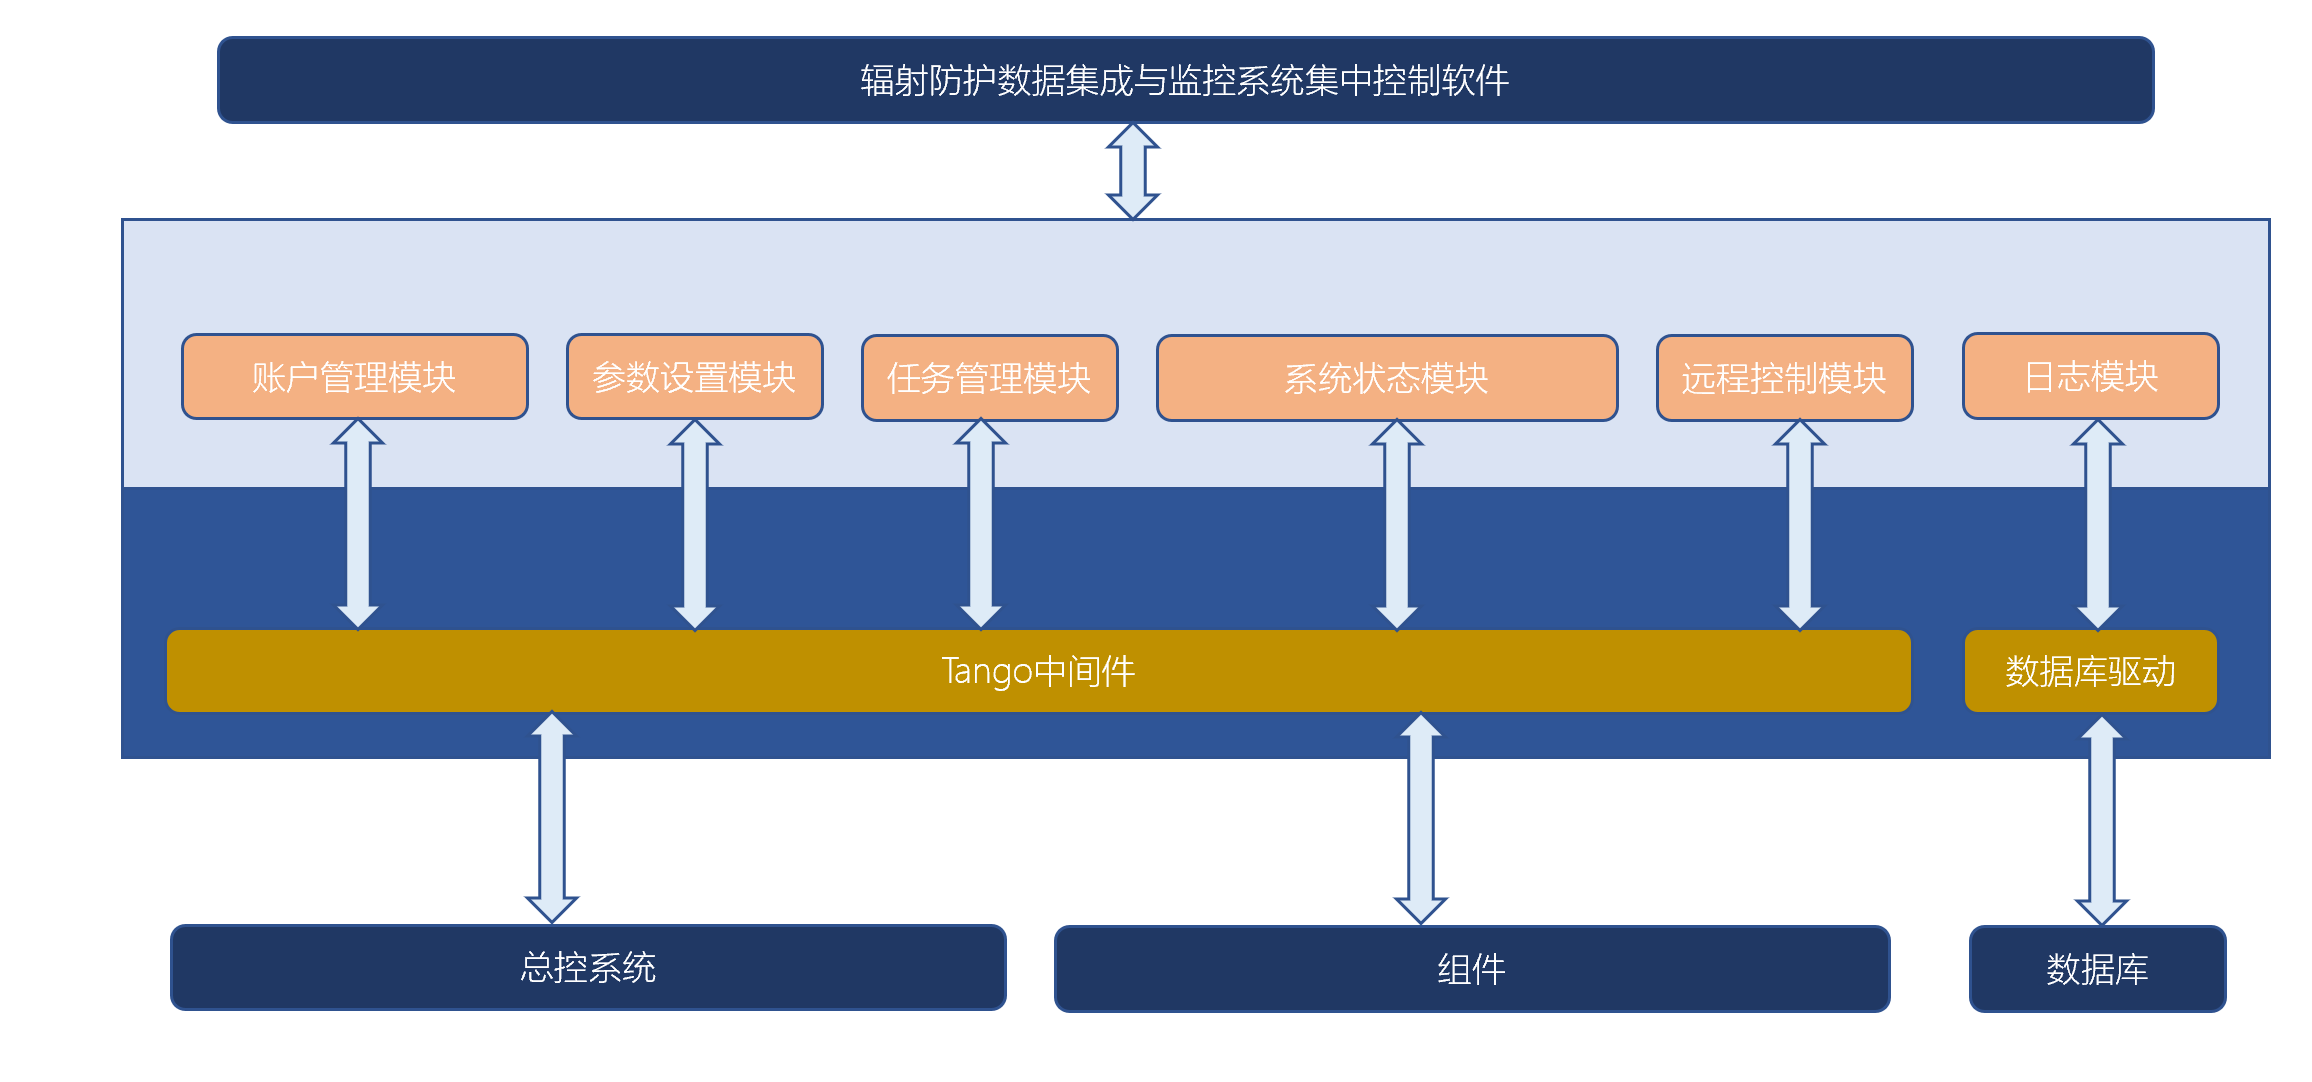 辐射防护数据集成与监控系统集中控制软件
账户管理模块
参数设置模块
任务管理模块
系统状态模块
远程控制模块
日志模块
Tango中间件
数据库驱动
总控系统
组件
数据库